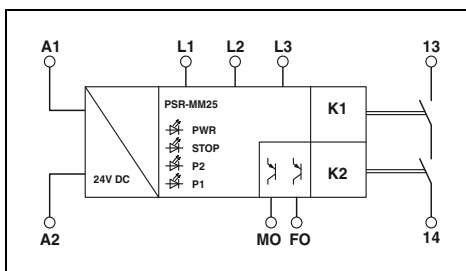 A1 L1 L2 L3 13
PSR-MM25
K1
PWR
STOP
P2
K2
24V DC P1
A2 MO FO 14